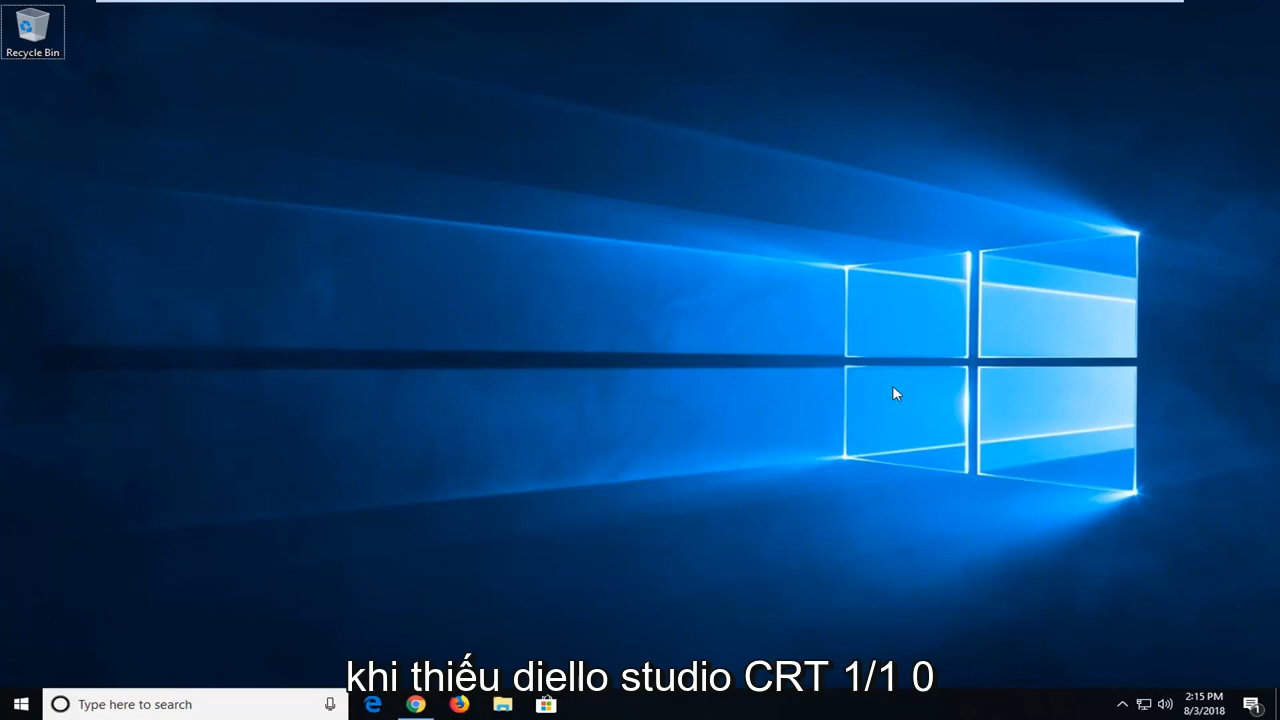 Recycle Bin
khi thiếu diello studio CRT 1/1 0
Type here to search
2:15 PM
8/3/2018
1